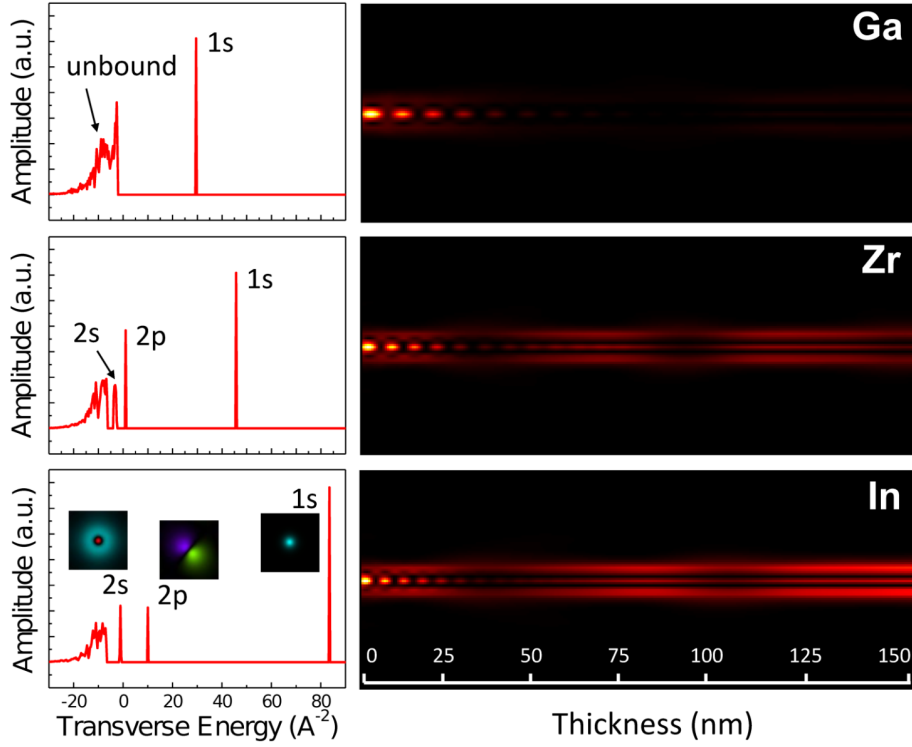 Amplitude (a.u.)
unbound
1s
Ga
Amplitude (a.u.)
2s
2p
1s
Zr
Amplitude (a.u.)
2s
2p
1s
In
-20 0 20 40 60 80
Transverse Energy (A⁻²)
0 25 50 75 100 125 150
Thickness (nm)